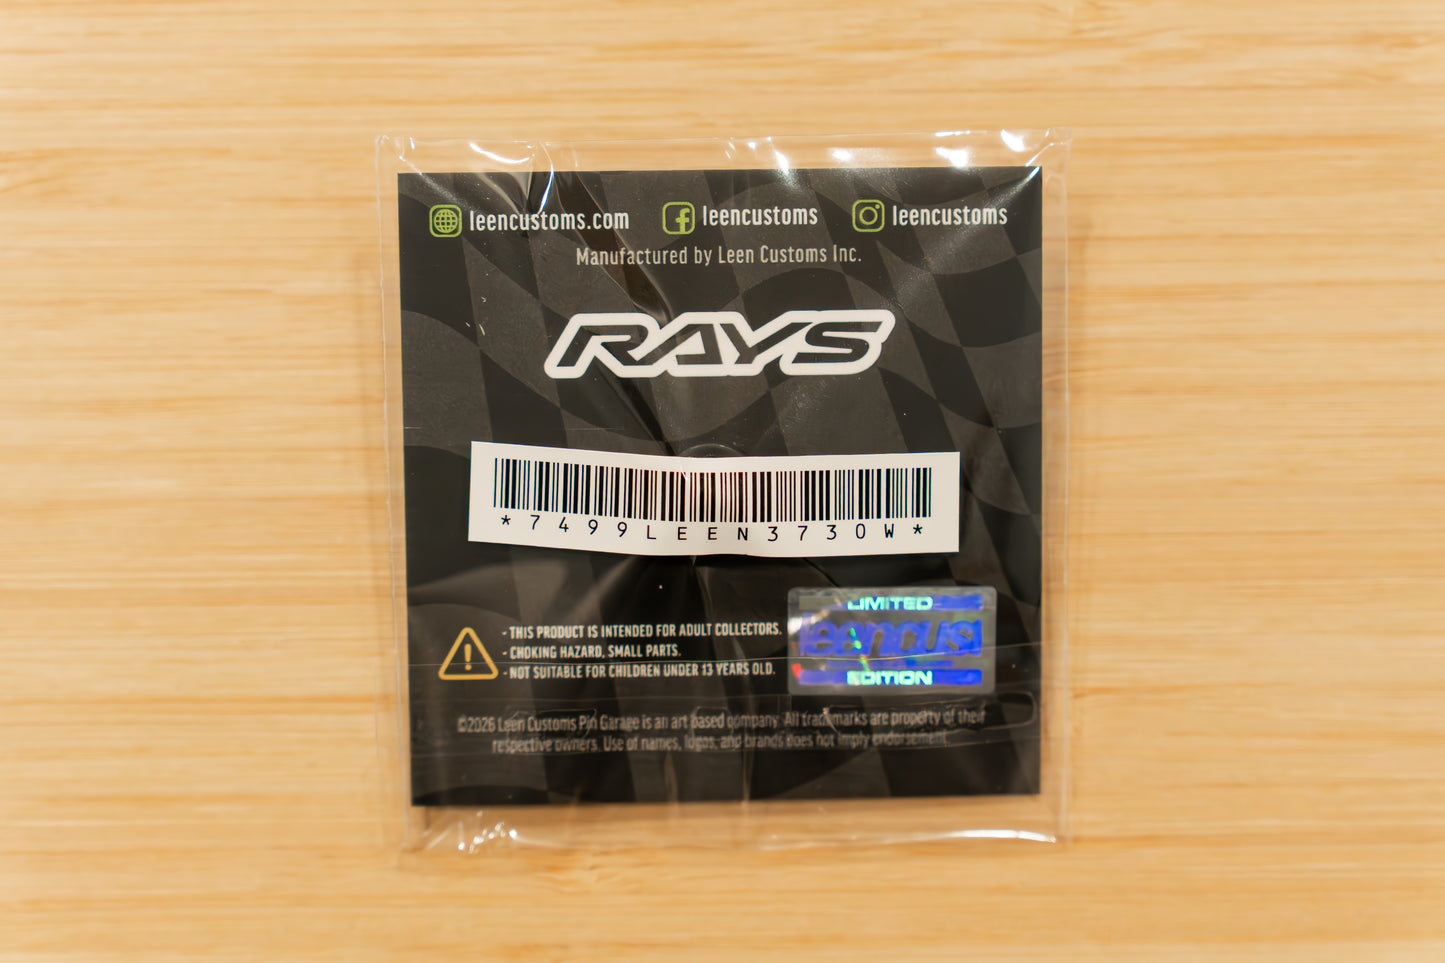 leencustoms.com leencustoms leencustoms
Manufactured by Leen Customs Inc.
RAYS
*7499LEEN3730W*
- THIS PRODUCT IS INTENDED FOR ADULT COLLECTORS.
- CHOKING HAZARD, SMALL PARTS.
- NOT SUITABLE FOR CHILDREN UNDER 13 YEARS OLD.
LIMITED
leencus
EDITION
©2026 Leen Customs Pin Garage is an art based company. All trademarks are property of their
respective owners. Use of names, logos, and brands does not imply endorsement.